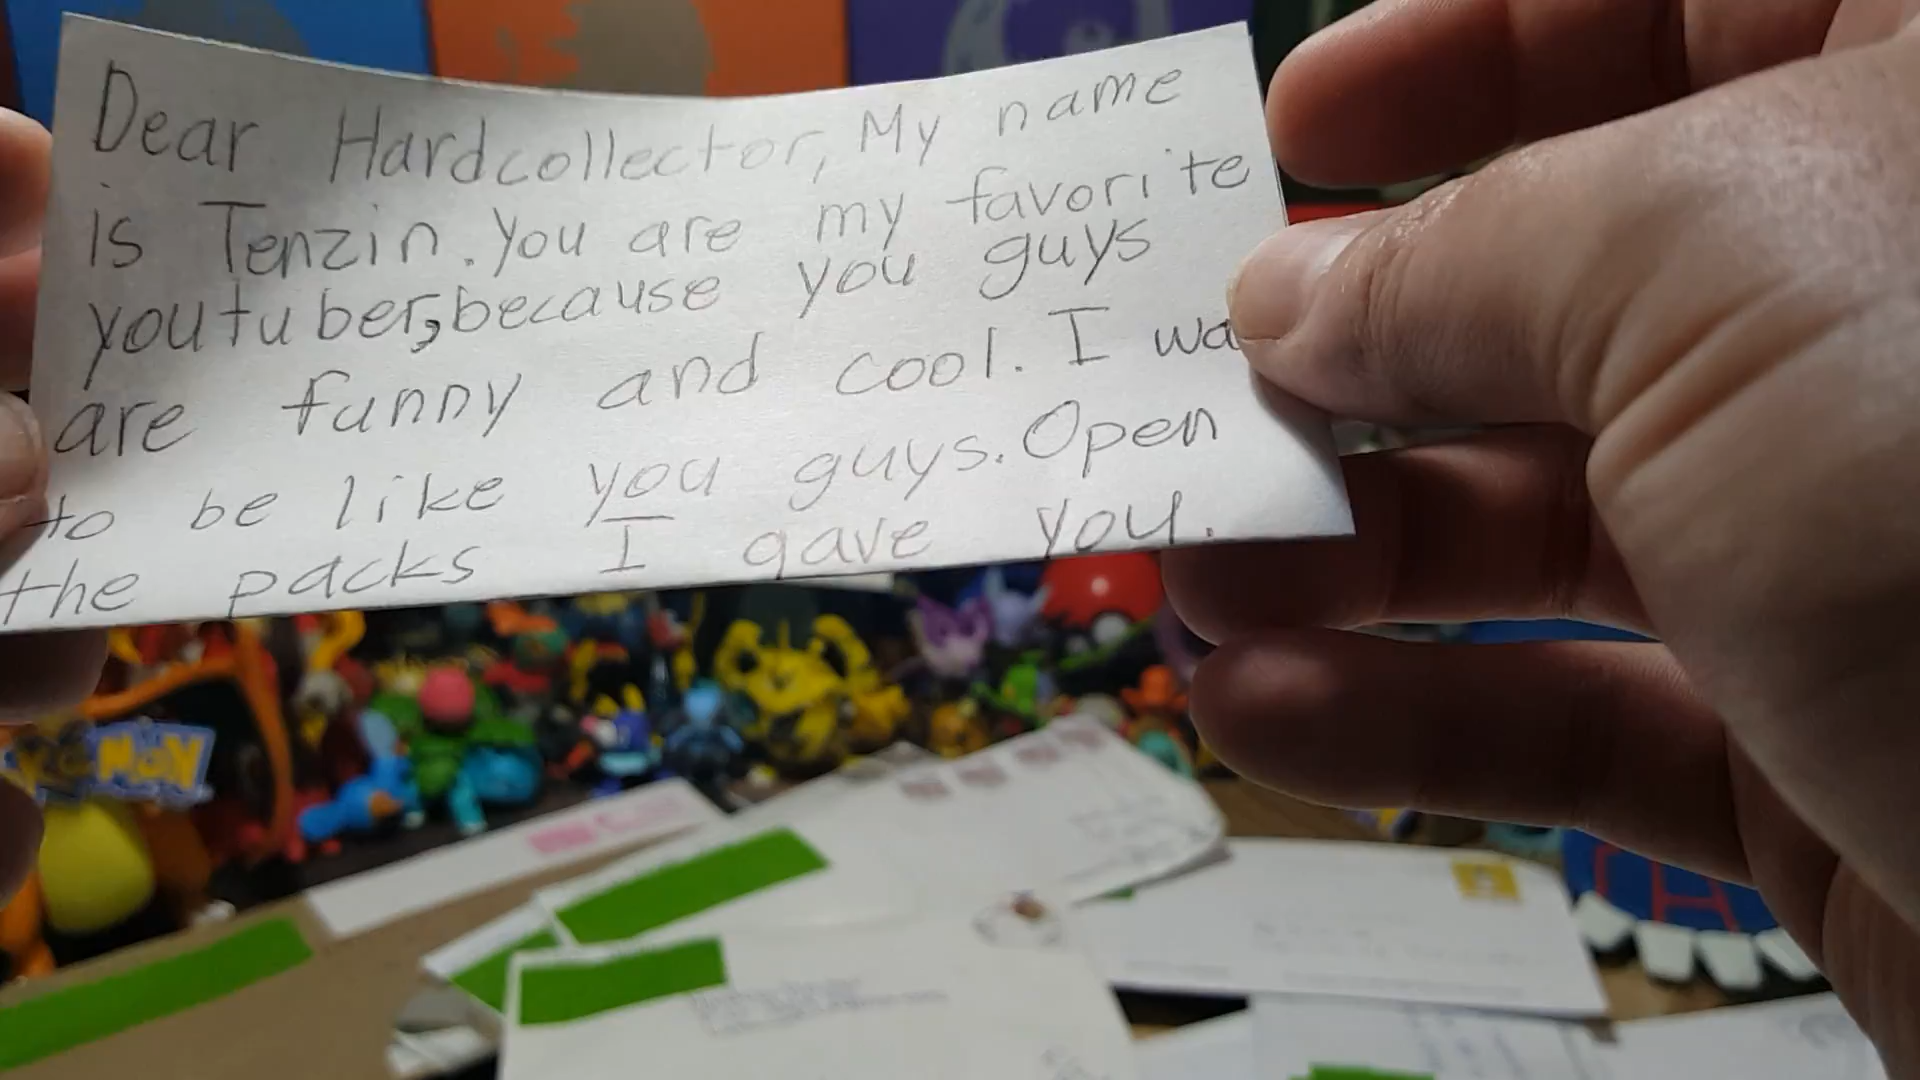 Dear Hardcollector, My name
is Tenzin. You are my favorite
youtuber, because you guys
are funny and cool. I wa
to be like you guys. Open
the packs I gave you.